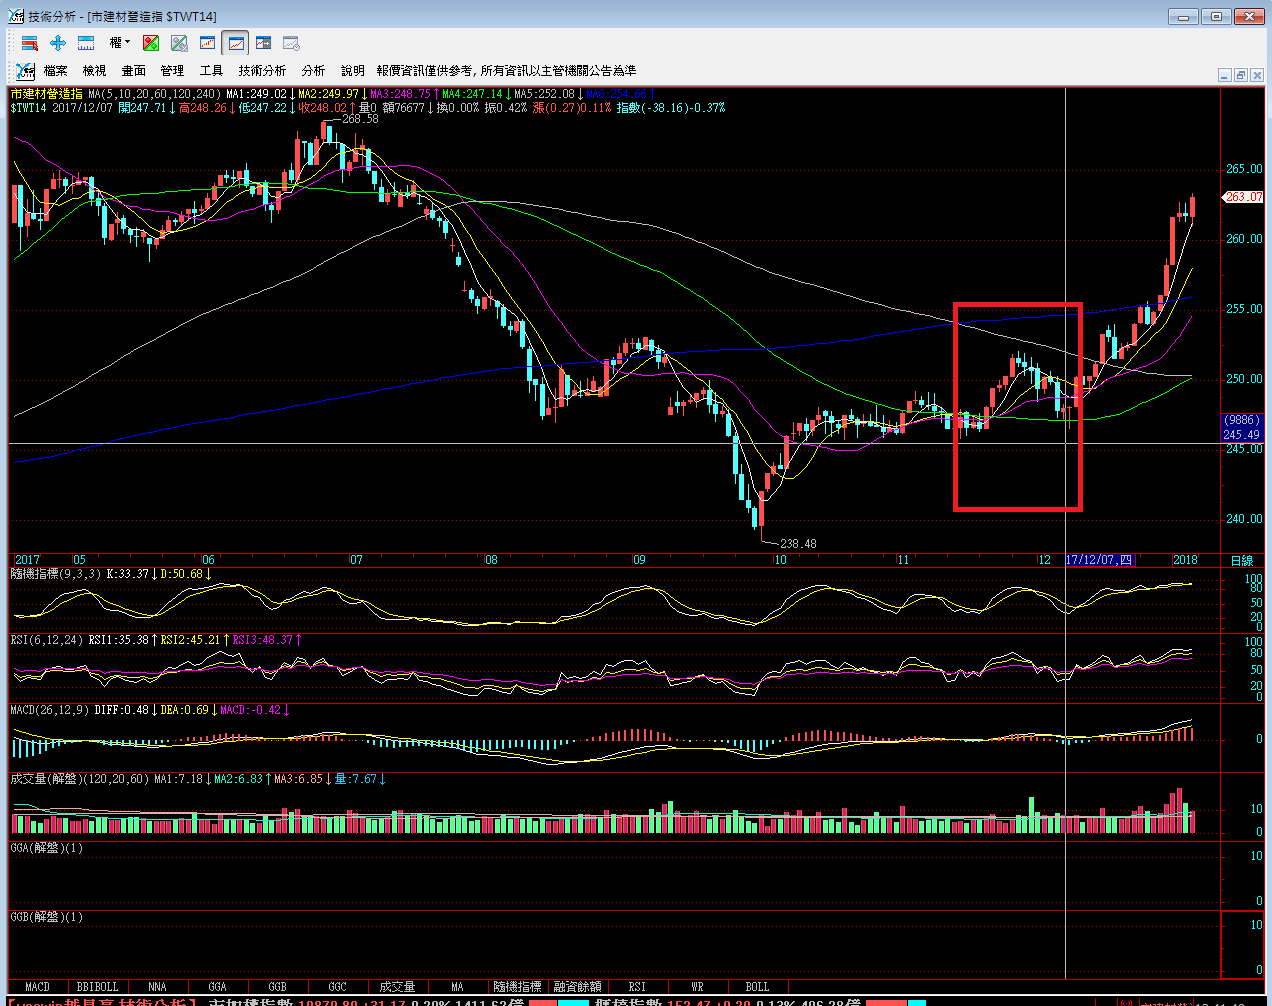 技術分析 - [市建材營造指 $TWT14]
權
檔案 檢視 畫面 管理 工具 技術分析 分析 說明 報價資訊僅供參考, 所有資訊以主管機關公告為準
市建材營造指 MA(5,10,20,60,120,240) MA1:249.02↓ MA2:249.97↓ MA3:248.75↑ MA4:247.14↓ MA5:252.08↓ MA6:254.66↑
$TWT14 2017/12/07 開247.71↓ 高248.26↓ 低247.22↓ 收248.02↑ 量0 額76677↓ 換0.00% 振0.42% 漲(0.27)0.11% 指數(-38.16)-0.37%
268.58
265.00
263.07
260.00
255.00
250.00
(9886)
245.49
245.00
240.00
238.48
2017 05 06 07 08 09 10 11 12 17/12/07,四 2018 日線
隨機指標(9,3,3) K:33.37↓ D:50.68↓
100
80
50
20
0
RSI(6,12,24) RSI1:35.38↑ RSI2:45.21↑ RSI3:48.37↑
100
80
50
20
0
MACD(26,12,9) DIFF:0.48↓ DEA:0.69↓ MACD:-0.42↓
0
成交量(解盤)(120,20,60) MA1:7.18↓ MA2:6.83↑ MA3:6.85↓ 量:7.67↓
10
0
GGA(解盤)(1)
10
0
GGB(解盤)(1)
10
0
MACD BBIBOLL NNA GGA GGB GGC 成交量 MA 隨機指標 融資餘額 RSI WR BOLL